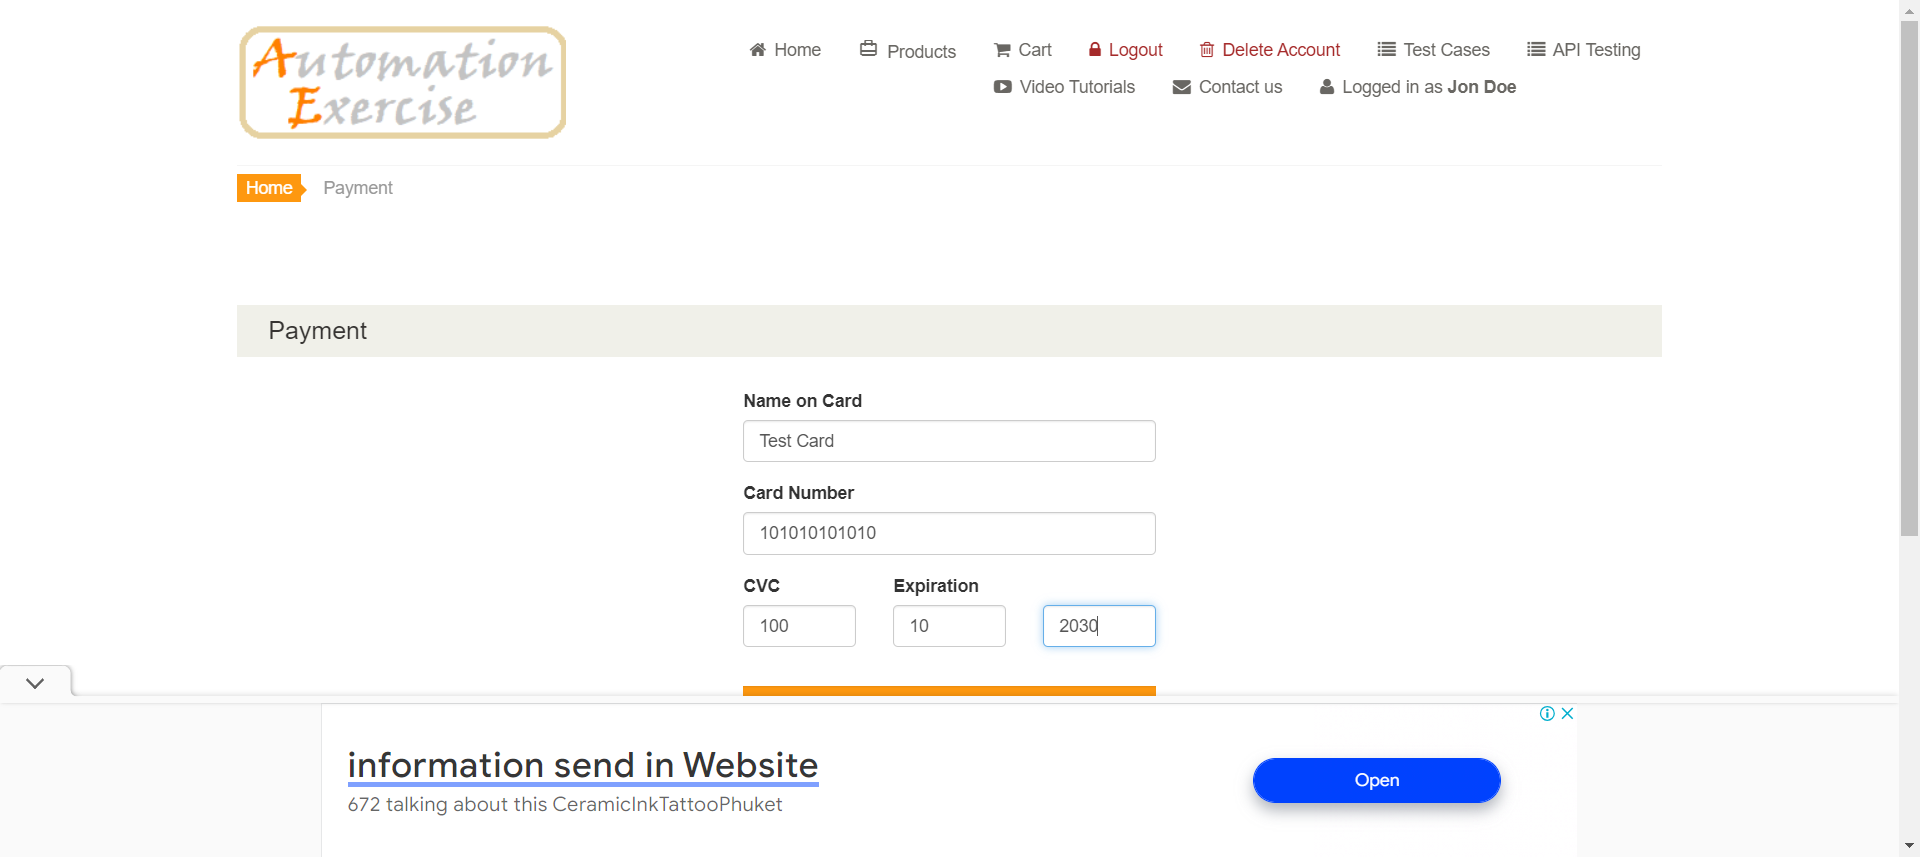 Automation
Exercise
Home Products Cart Logout Delete Account Test Cases API Testing
Video Tutorials Contact us Logged in as Jon Doe
Home Payment
Payment
Name on Card
Test Card
Card Number
101010101010
CVC Expiration
100 10 2030
information send in Website
672 talking about this CeramicInkTattooPhuket
Open